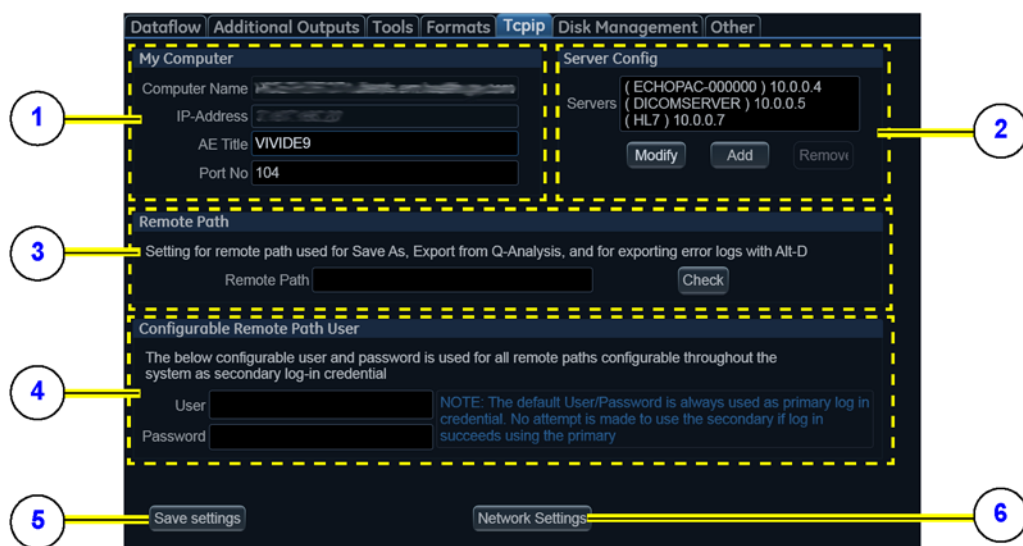 Dataflow Additional Outputs Tools Formats Tcpip Disk Management Other
My Computer
Computer Name
IP-Address
AE Title VIVIDE9
Port No 104
1
Server Config
Servers
( ECHOPAC-000000 ) 10.0.0.4
( DICOMSERVER ) 10.0.0.5
( HL7 ) 10.0.0.7
Modify Add Remove
2
Remote Path
Setting for remote path used for Save As, Export from Q-Analysis, and for exporting error logs with Alt-D
Remote Path Check
3
Configurable Remote Path User
The below configurable user and password is used for all remote paths configurable throughout the
system as secondary log-in credential
User
Password
NOTE: The default User/Password is always used as primary log in
credential. No attempt is made to use the secondary if log in
succeeds using the primary
4
5
Save settings
Network Settings
6